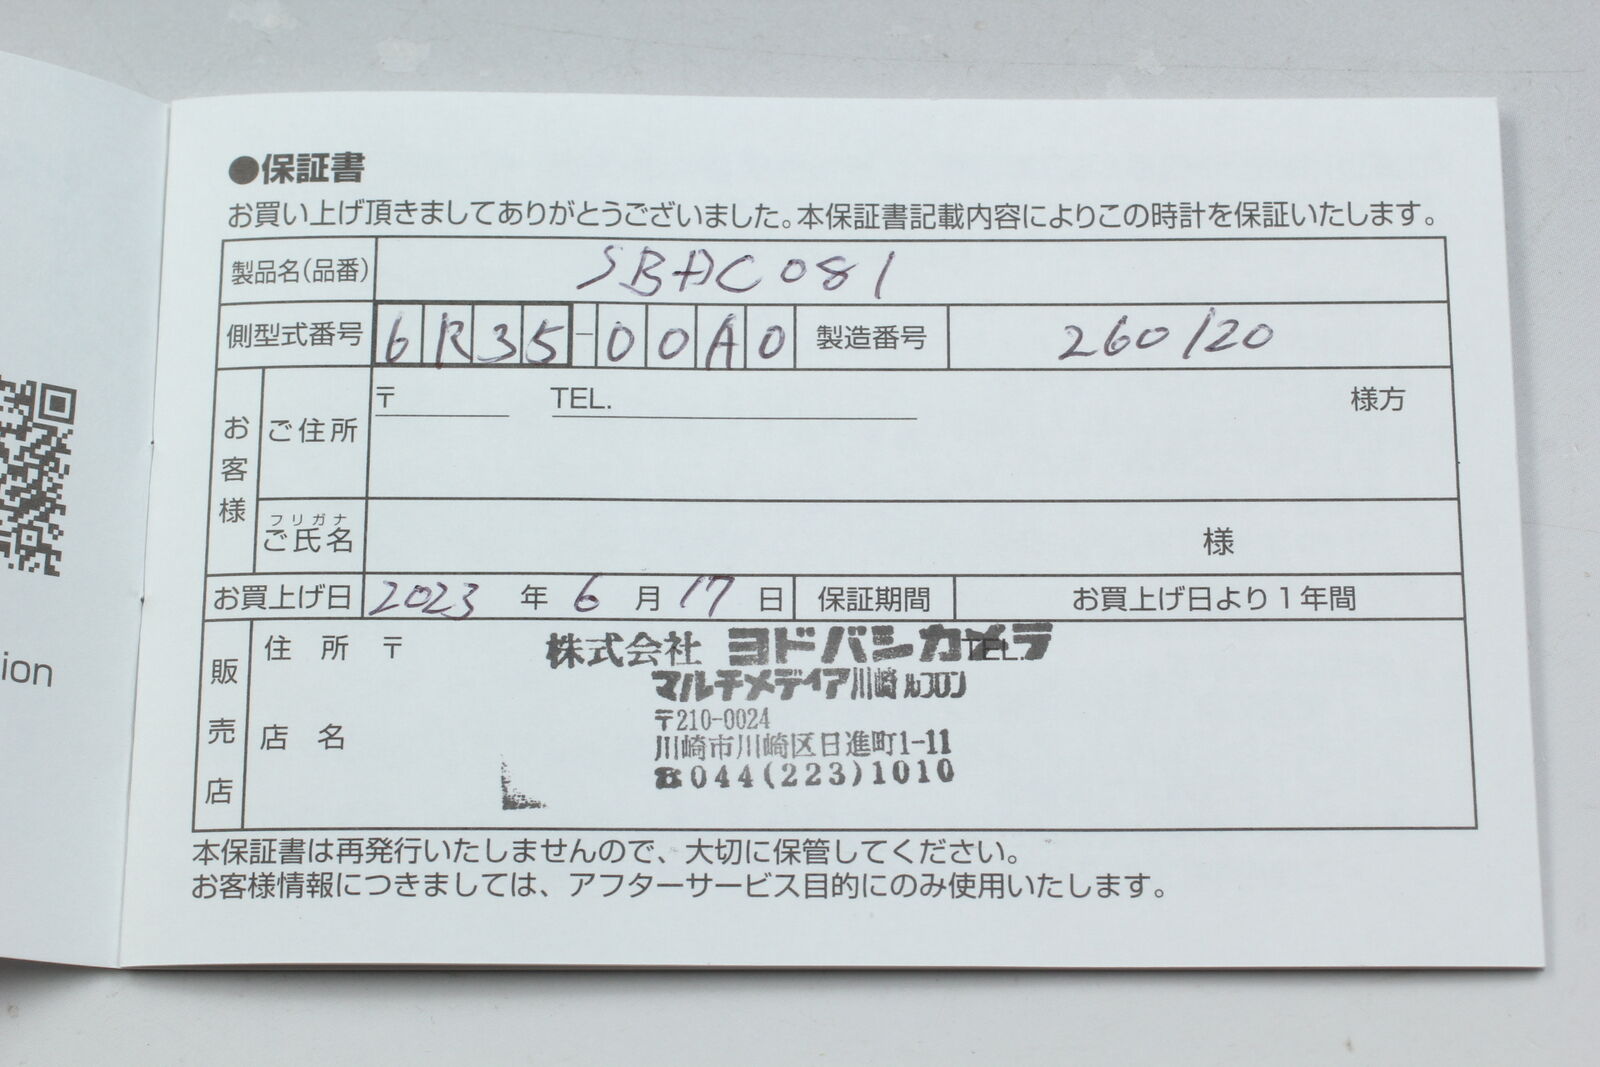 ●保証書
お買い上げ頂きましてありがとうございました。本保証書記載内容によりこの時計を保証いたします。
製品名(品番) SBDC081
側型式番号 6R35-00A0 製造番号 260120
お客様
ご住所 〒 TEL. 様方
フリガナ
ご氏名 様
お買上げ日 2023 年 6 月 17 日 保証期間 お買上げ日より1年間
販売店
住所 〒 TEL.
株式会社 ヨドバシカメラ
マルチメディア川崎ルフロン
〒210-0024
店名
川崎市川崎区日進町1-11
☎044(223)1010
本保証書は再発行いたしませんので、大切に保管してください。
お客様情報につきましては、アフターサービス目的にのみ使用いたします。
ion